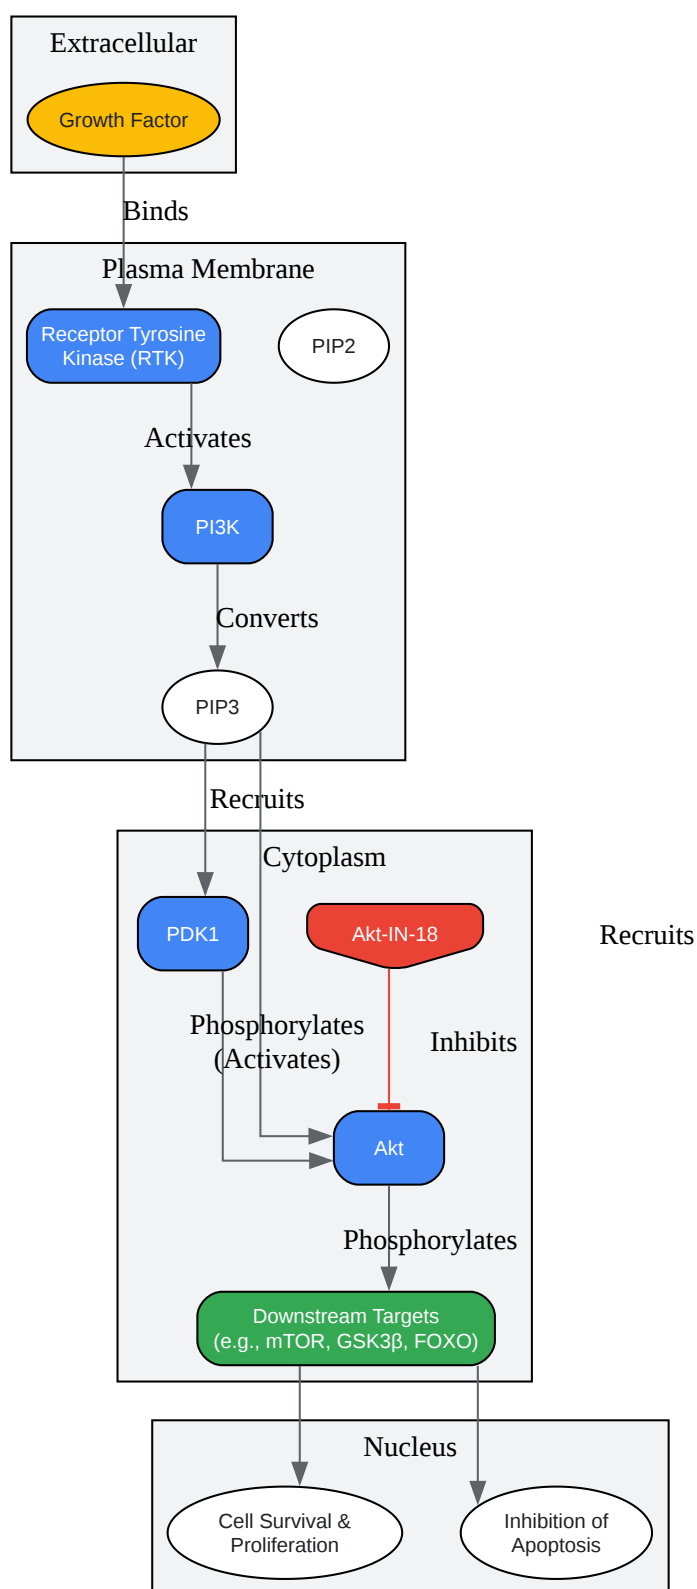 Extracellular
Growth Factor
Binds
Plasma Membrane
Receptor Tyrosine
Kinase (RTK)
PIP2
Activates
PI3K
Converts
PIP3
Recruits
Cytoplasm
PDK1
Akt-IN-18
Recruits
Phosphorylates
(Activates)
Inhibits
Akt
Phosphorylates
Downstream Targets
(e.g., mTOR, GSK3β, FOXO)
Nucleus
Cell Survival &
Proliferation
Inhibition of
Apoptosis